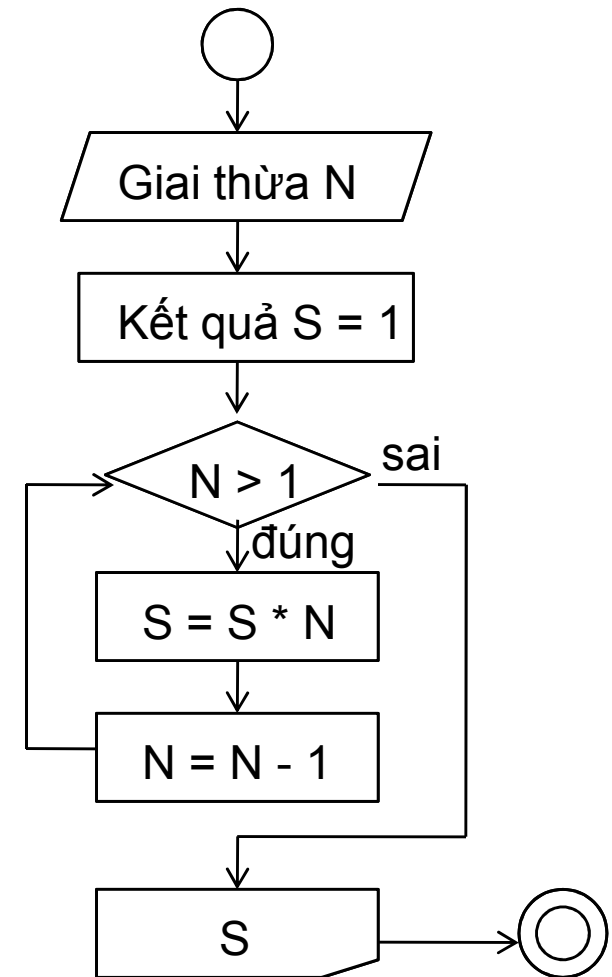 Giai thừa N
Kết quả S = 1
N > 1
sai
đúng
S = S * N
N = N - 1
S